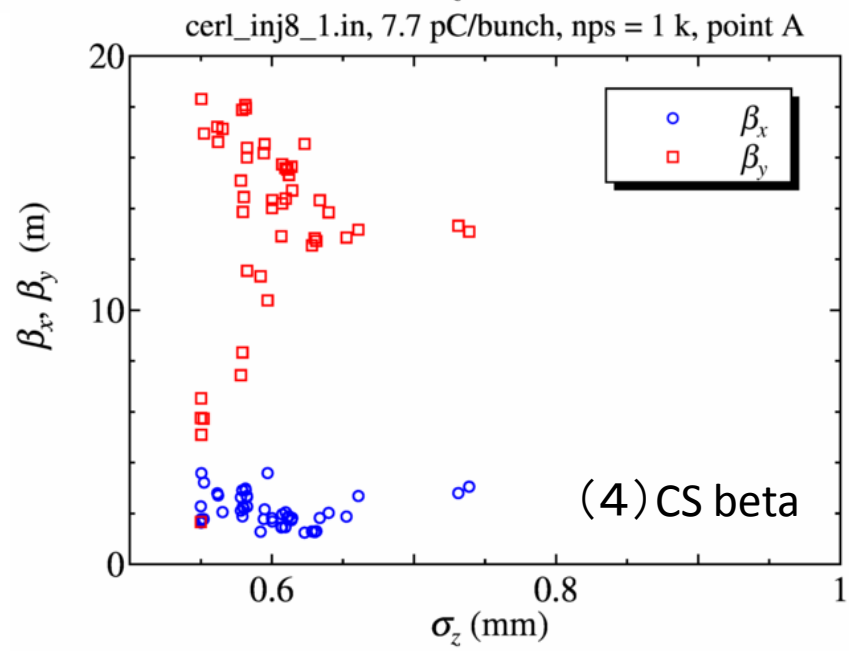 cerl_inj8_1.in, 7.7 pC/bunch, nps = 1 k, point A
20
βx
βy
βx, βy (m)
10
（4）CS beta
0
0.6
0.8
1
σz (mm)